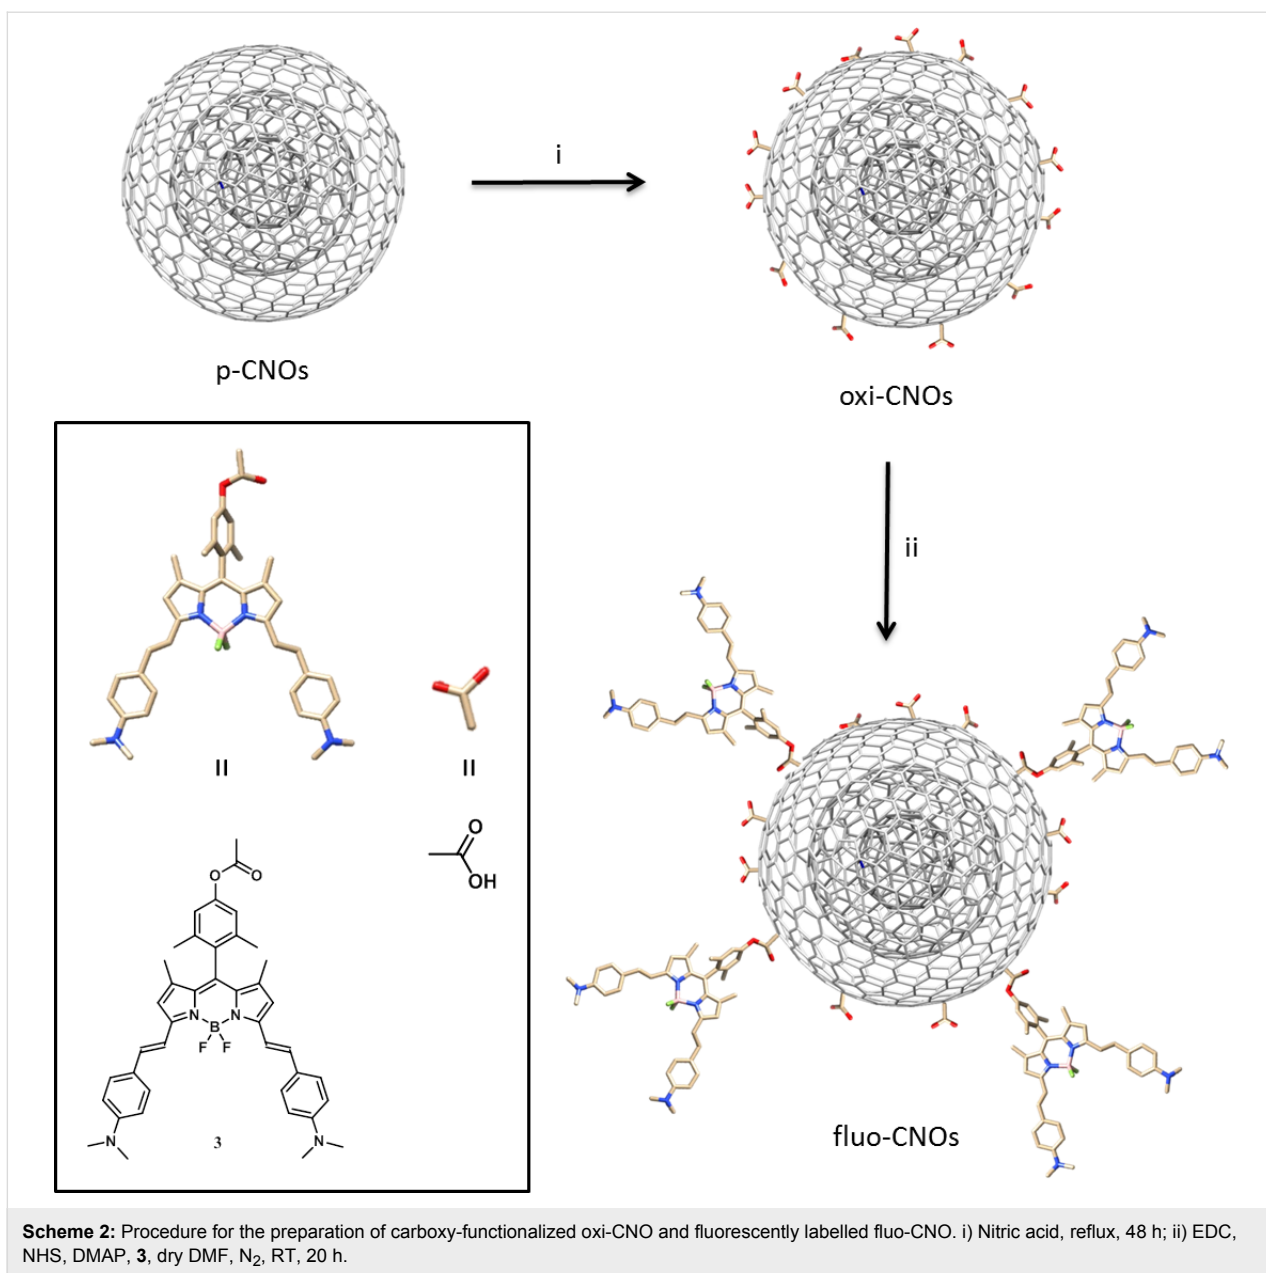 i
p-CNOs
oxi-CNOs
ii
II
II
O
O
O
OH
N
N
B
F
F
N
N
3
fluo-CNOs
Scheme 2: Procedure for the preparation of carboxy-functionalized oxi-CNO and fluorescently labelled fluo-CNO. i) Nitric acid, reflux, 48 h; ii) EDC,
NHS, DMAP, 3, dry DMF, N₂, RT, 20 h.